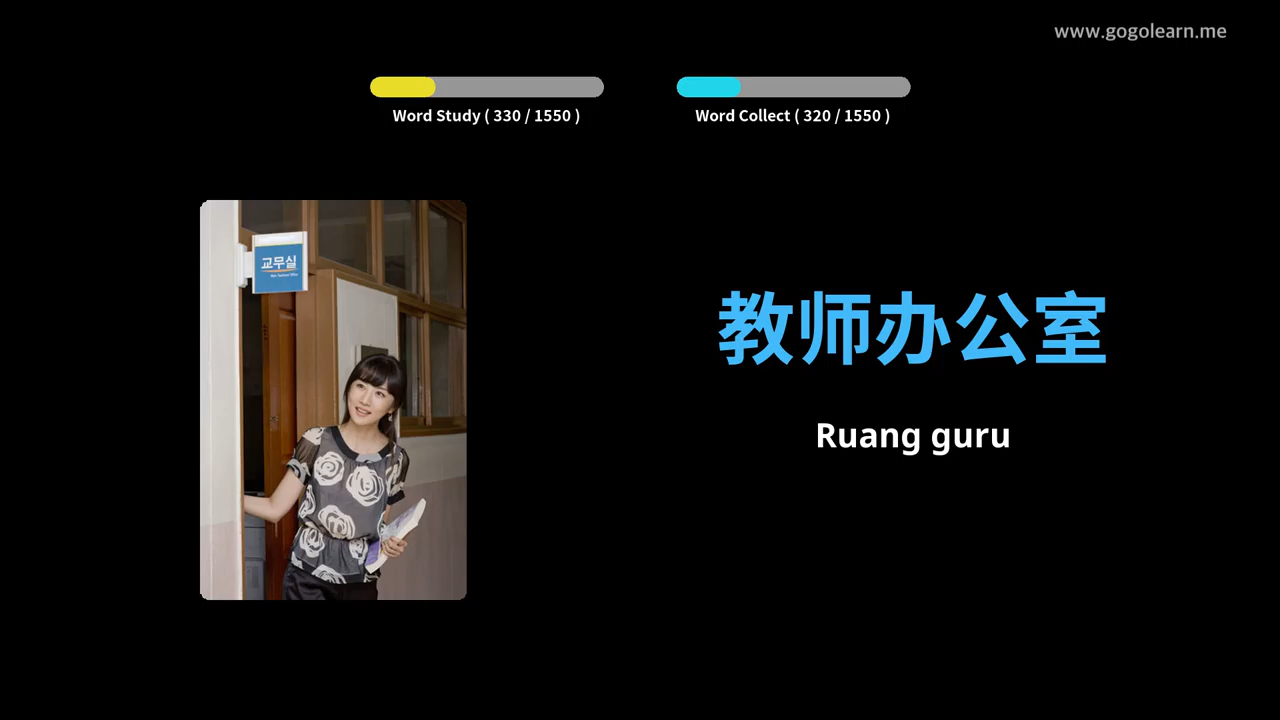 www.gogolearn.me
Word Study ( 330 / 1550 )
Word Collect ( 320 / 1550 )
교무실
教师办公室
Ruang guru